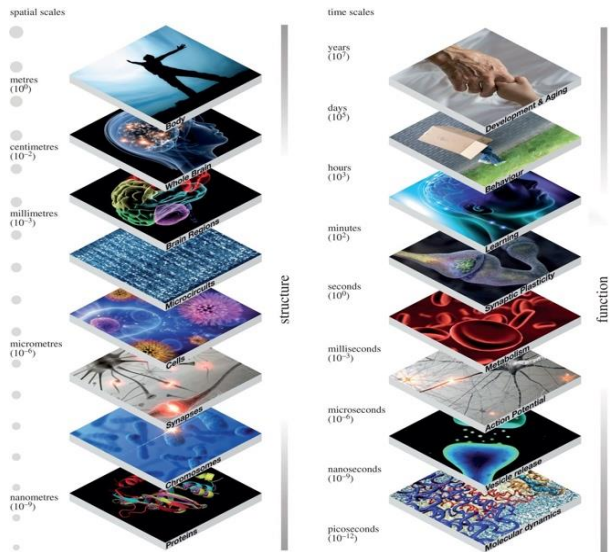 spatial scales
metres
(10⁰)
centimetres
(10⁻²)
millimetres
(10⁻³)
micrometres
(10⁻⁶)
nanometres
(10⁻⁹)
Body
Whole Brain
Brain Regions
Microcircuits
Cells
Synapses
Chromosomes
Proteins
structure
time scales
years
(10⁷)
days
(10⁵)
hours
(10³)
minutes
(10²)
seconds
(10⁰)
milliseconds
(10⁻³)
microseconds
(10⁻⁶)
nanoseconds
(10⁻⁹)
picoseconds
(10⁻¹²)
Development & Aging
Behaviour
Learning
Synaptic Plasticity
Metabolism
Action Potential
Vesicle release
Molecular dynamics
function